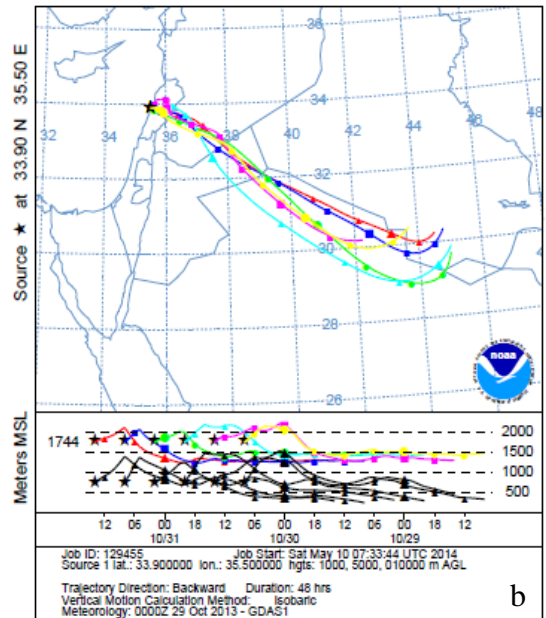 Source ★ at 33.90 N 35.50 E
36
34
34
32 34 36 38 40 42 44 46
32
30
28
26
noaa
Meters MSL
1744
2000
1500
1000
500
12 06 00 18 12 06 00 18 12 06 00 18 12
10/31 10/30 10/29
Job ID: 129455 Job Start: Sat May 10 07:33:44 UTC 2014
Source 1 lat.: 33.900000 lon.: 35.500000 hgts: 1000, 5000, 010000 m AGL
Trajectory Direction: Backward Duration: 48 hrs
Vertical Motion Calculation Method: Isobaric
Meteorology: 0000Z 29 Oct 2013 - GDAS1
b